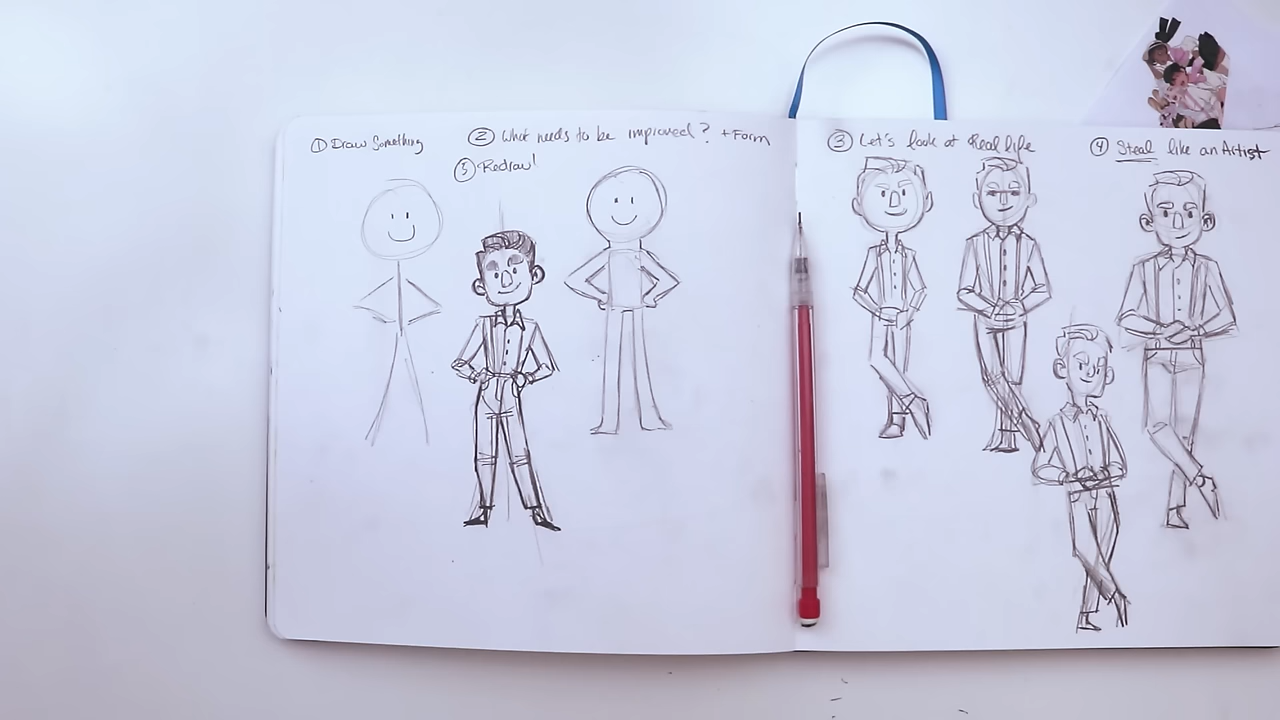 ① Draw Something
② What needs to be improved? + Form
⑤ Redraw!
③ Let's look at Real life
④ Steal like an Artist